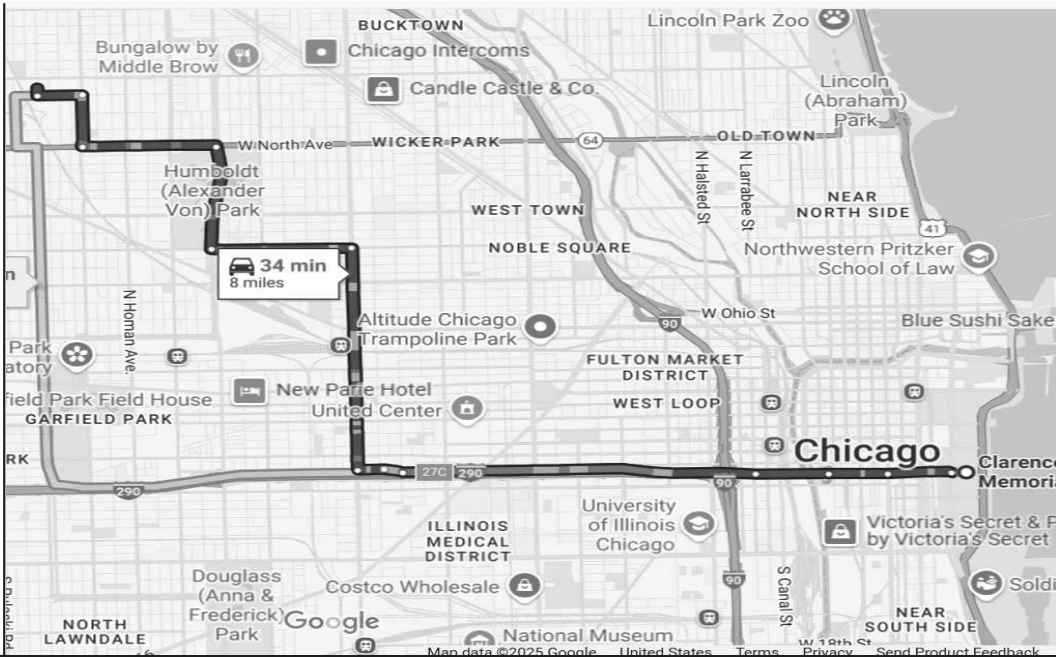 BUCKTOWN
Lincoln Park Zoo
Bungalow by
Middle Brow
Chicago Intercoms
Candle Castle & Co.
Lincoln
(Abraham)
Park
W North Ave
WICKER PARK
64
OLD TOWN
Humboldt
(Alexander
Von) Park
N Halsted St
N Larrabee St
NEAR
NORTH SIDE
WEST TOWN
41
NOBLE SQUARE
Northwestern Pritzker
School of Law
34 min
8 miles
n
N Homan Ave
W Ohio St
90
Blue Sushi Sake
Altitude Chicago
Trampoline Park
Park
atory
FULTON MARKET
DISTRICT
New Parie Hotel
field Park Field House
United Center
WEST LOOP
GARFIELD PARK
Chicago
RK
27C
290
90
Clarence
Memoria
290
University
of Illinois
Chicago
Victoria's Secret & P
by Victoria's Secret
ILLINOIS
MEDICAL
DISTRICT
Douglass
(Anna &
Frederick)
Park
Costco Wholesale
90
S Canal St
Soldi
Google
NORTH
LAWNDALE
NEAR
SOUTH SIDE
National Museum
W 18th St
Map data ©2025 Google United States Terms Privacy Send Product Feedback